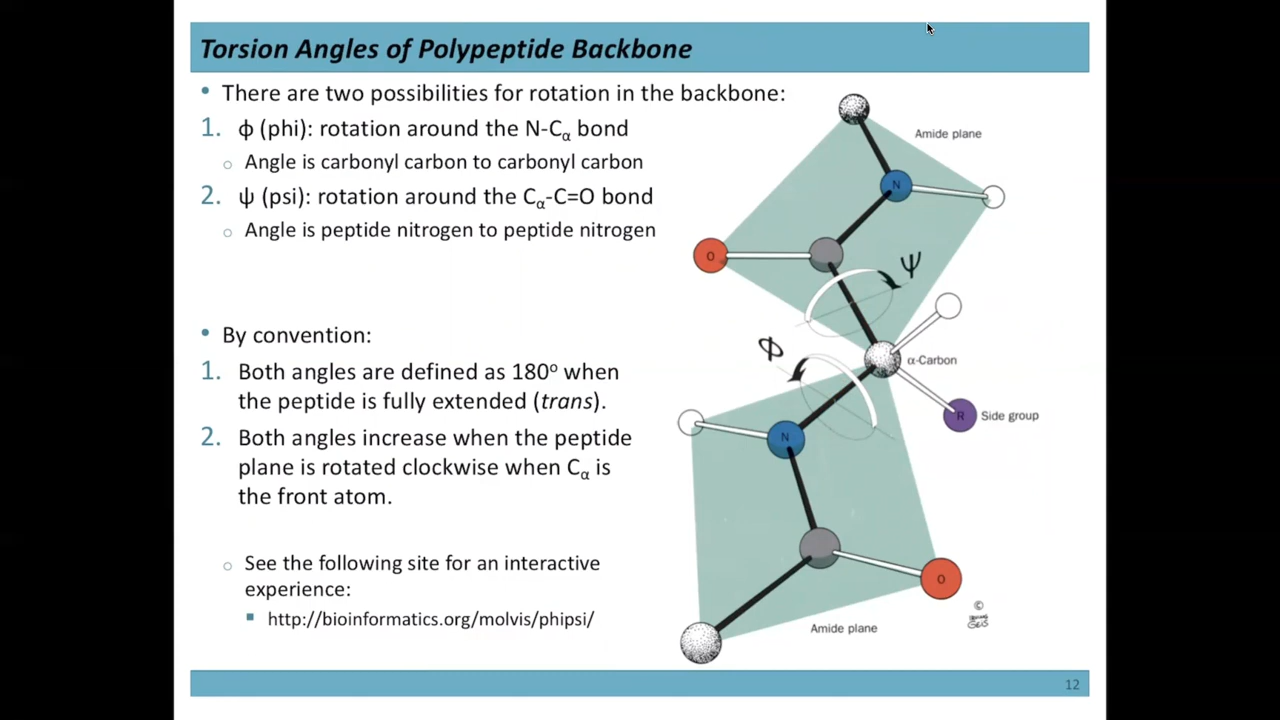 Torsion Angles of Polypeptide Backbone
• There are two possibilities for rotation in the backbone:
1. ϕ (phi): rotation around the N-Cα bond
○ Angle is carbonyl carbon to carbonyl carbon
2. ψ (psi): rotation around the Cα-C=O bond
○ Angle is peptide nitrogen to peptide nitrogen
• By convention:
1. Both angles are defined as 180º when
the peptide is fully extended (trans).
2. Both angles increase when the peptide
plane is rotated clockwise when Cα is
the front atom.
○ See the following site for an interactive
experience:
▪ http://bioinformatics.org/molvis/phipsi/
Amide plane
N
O
Ψ
Φ
α-Carbon
R
Side group
N
O
Amide plane
©
GEIS
12